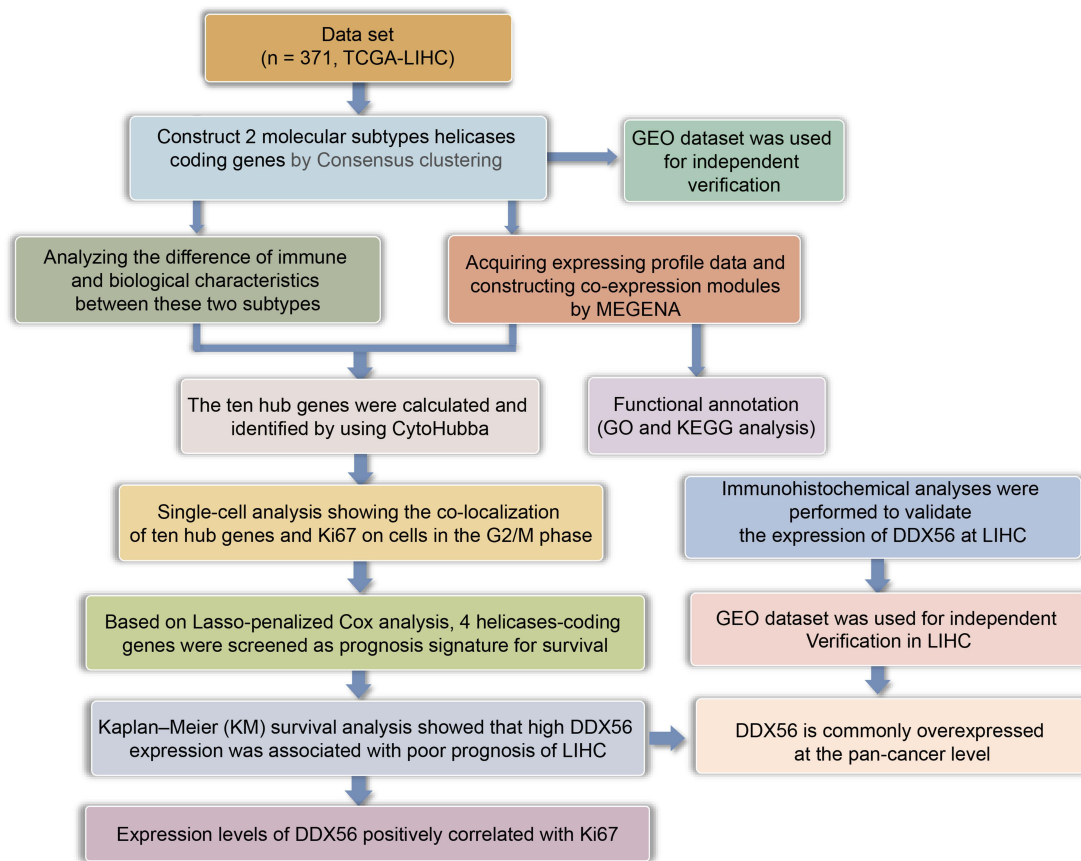 Data set
(n = 371, TCGA-LIHC)
Construct 2 molecular subtypes helicases
coding genes by Consensus clustering
GEO dataset was used
for independent
verification
Analyzing the difference of immune
and biological characteristics
between these two subtypes
Acquiring expressing profile data and
constructing co-expression modules
by MEGENA
The ten hub genes were calculated and
identified by using CytoHubba
Functional annotation
(GO and KEGG analysis)
Single-cell analysis showing the co-localization
of ten hub genes and Ki67 on cells in the G2/M phase
Immunohistochemical analyses were
performed to validate
the expression of DDX56 at LIHC
Based on Lasso-penalized Cox analysis, 4 helicases-coding
genes were screened as prognosis signature for survival
GEO dataset was used for independent
Verification in LIHC
Kaplan–Meier (KM) survival analysis showed that high DDX56
expression was associated with poor prognosis of LIHC
DDX56 is commonly overexpressed
at the pan-cancer level
Expression levels of DDX56 positively correlated with Ki67